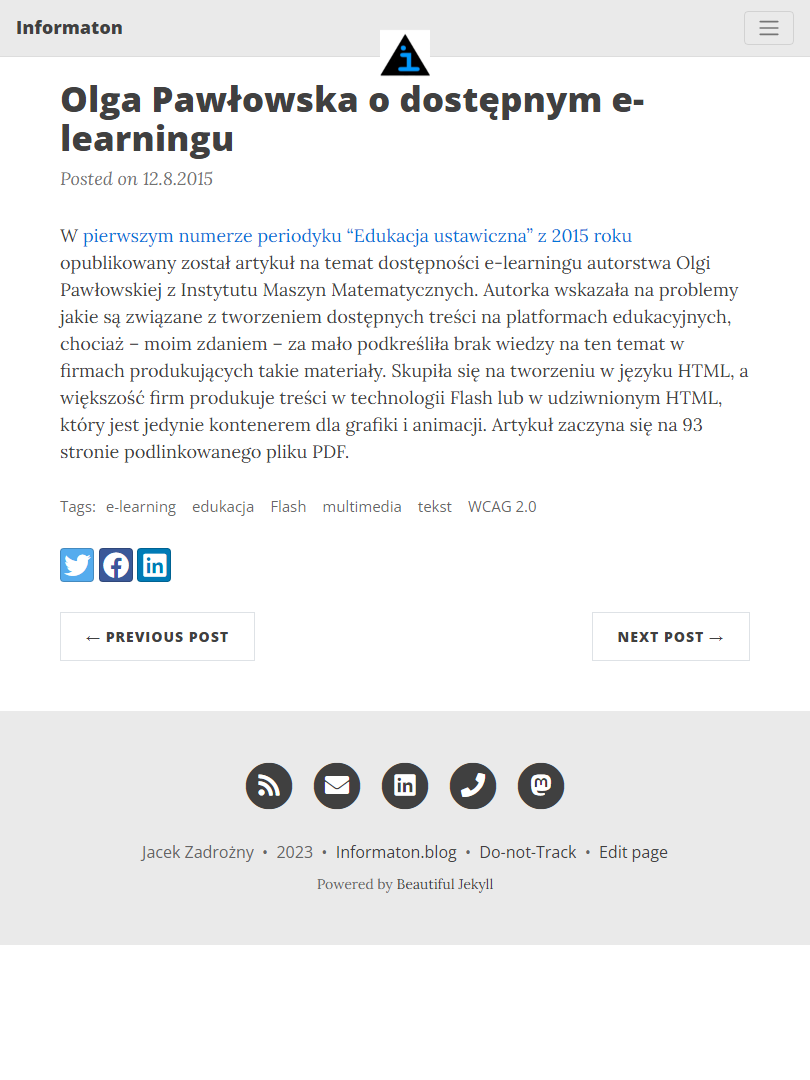 Informaton
Olga Pawłowska o dostępnym e-
learningu
Posted on 12.8.2015
W pierwszym numerze periodyku “Edukacja ustawiczna” z 2015 roku
opublikowany został artykuł na temat dostępności e-learningu autorstwa Olgi
Pawłowskiej z Instytutu Maszyn Matematycznych. Autorka wskazała na problemy
jakie są związane z tworzeniem dostępnych treści na platformach edukacyjnych,
chociaż – moim zdaniem – za mało podkreśliła brak wiedzy na ten temat w
firmach produkujących takie materiały. Skupiła się na tworzeniu w języku HTML, a
większość firm produkuje treści w technologii Flash lub w udziwnionym HTML,
który jest jedynie kontenerem dla grafiki i animacji. Artykuł zaczyna się na 93
stronie podlinkowanego pliku PDF.
Tags: e-learning edukacja Flash multimedia tekst WCAG 2.0
← PREVIOUS POST
NEXT POST →
Jacek Zadrożny • 2023 • Informaton.blog • Do-not-Track • Edit page
Powered by Beautiful Jekyll